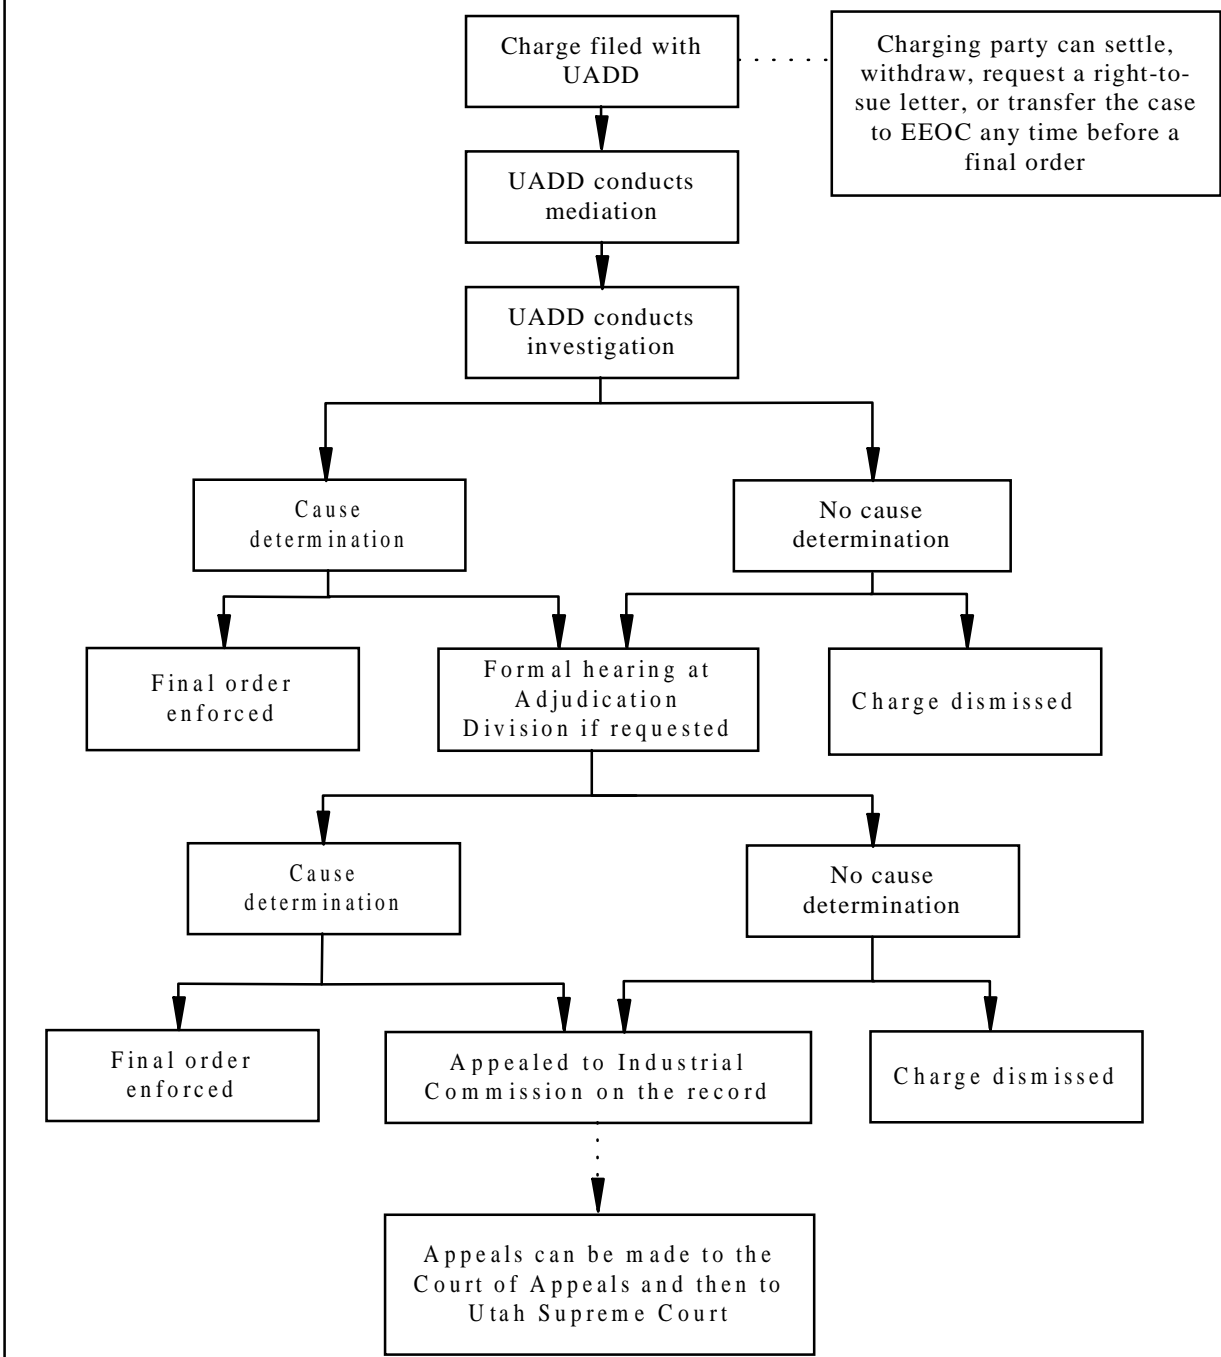 Charge filed with
UADD
Charging party can settle,
withdraw, request a right-to-
sue letter, or transfer the case
to EEOC any time before a
final order
UADD conducts
mediation
UADD conducts
investigation
Cause
determination
No cause
determination
Final order
enforced
Formal hearing at
Adjudication
Division if requested
Charge dismissed
Cause
determination
No cause
determination
Final order
enforced
Appealed to Industrial
Commission on the record
Charge dismissed
Appeals can be made to the
Court of Appeals and then to
Utah Supreme Court